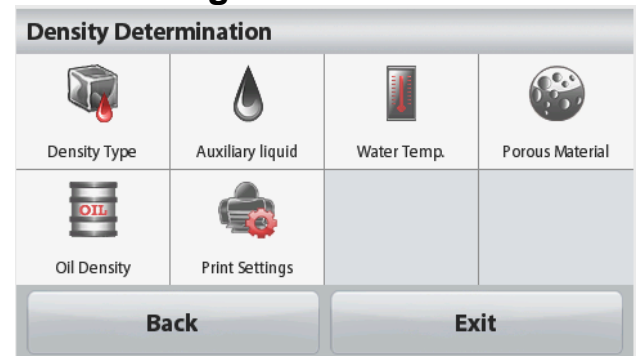 Density Determination
Density Type
Auxiliary liquid
Water Temp.
Porous Material
OIL
Oil Density
Print Settings
Back
Exit